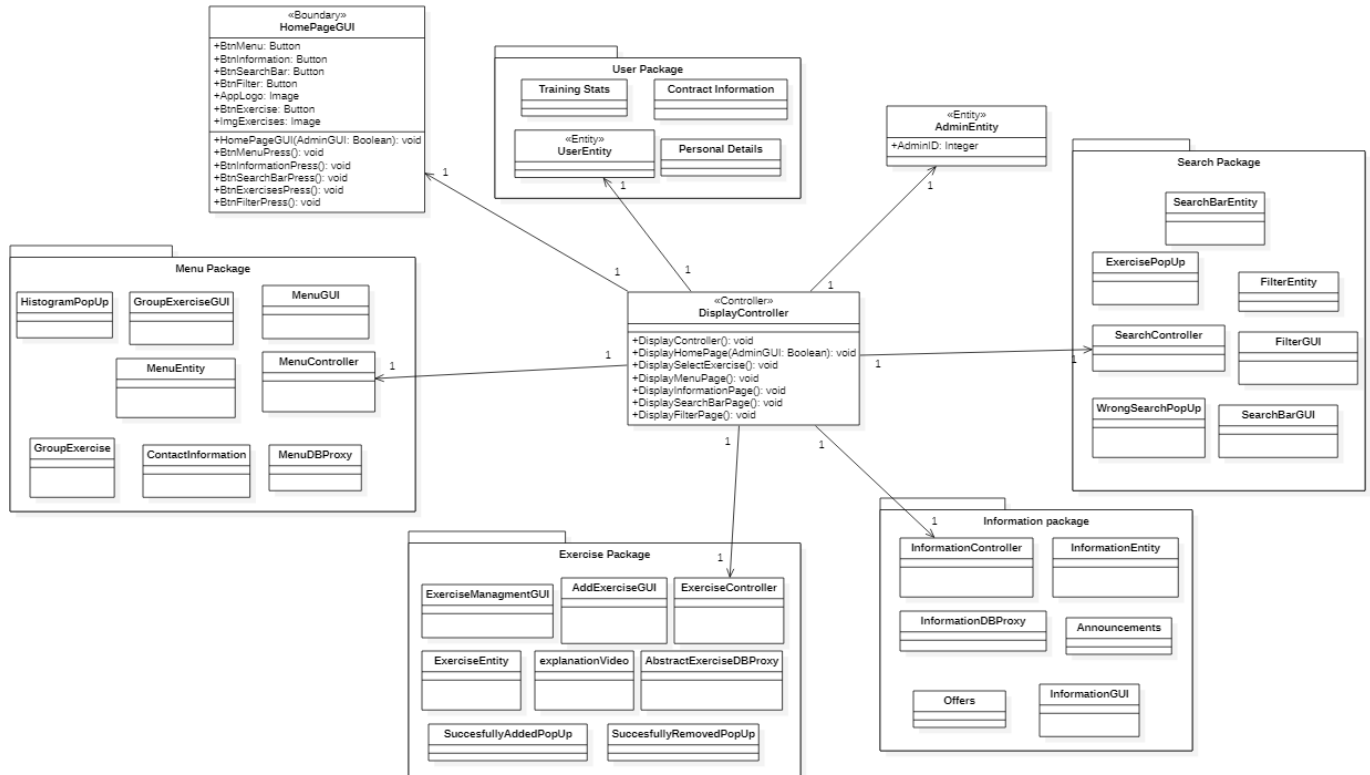 «Boundary»
HomePageGUI
+BtnMenu: Button
+BtnInformation: Button
+BtnSearchBar: Button
+BtnFilter: Button
+AppLogo: Image
+BtnExercise: Button
+ImgExercises: Image
+HomePageGUI(AdminGUI: Boolean): void
+BtnMenuPress(): void
+BtnInformationPress(): void
+BtnSearchBarPress(): void
+BtnExercisesPress(): void
+BtnFilterPress(): void
1
1
User Package
Training Stats
Contract Information
«Entity»
UserEntity
Personal Details
1
1
«Entity»
AdminEntity
+AdminID: Integer
1
1
Search Package
SearchBarEntity
ExercisePopUp
FilterEntity
SearchController
FilterGUI
WrongSearchPopUp
SearchBarGUI
1
1
Menu Package
HistogramPopUp
GroupExerciseGUI
MenuGUI
MenuEntity
MenuController
GroupExercise
ContactInformation
MenuDBProxy
1
1
«Controller»
DisplayController
+DisplayController(): void
+DisplayHomePage(AdminGUI: Boolean): void
+DisplaySelectExercise(): void
+DisplayMenuPage(): void
+DisplayInformationPage(): void
+DisplaySearchBarPage(): void
+DisplayFilterPage(): void
1
1
Exercise Package
ExerciseManagmentGUI
AddExerciseGUI
ExerciseController
ExerciseEntity
explanationVideo
AbstractExerciseDBProxy
SuccesfullyAddedPopUp
SuccesfullyRemovedPopUp
1
1
Information package
InformationController
InformationEntity
InformationDBProxy
Announcements
Offers
InformationGUI